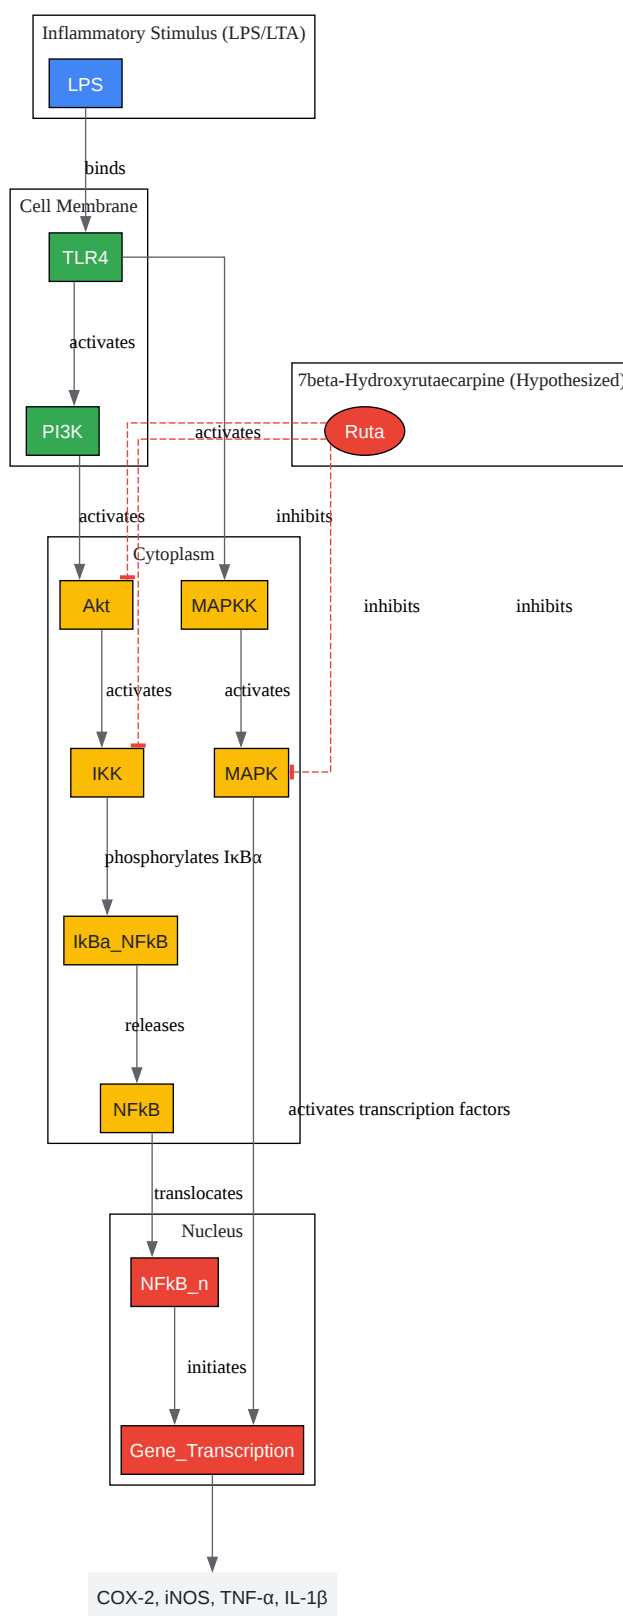 Inflammatory Stimulus (LPS/LTA)
LPS
binds
Cell Membrane
TLR4
activates
7beta-Hydroxyrutaecarpine (Hypothesized)
PI3K
activates
Ruta
activates
inhibits
Cytoplasm
Akt
MAPKK
inhibits
inhibits
activates
activates
IKK
MAPK
phosphorylates IκBα
IkBa_NFkB
releases
NFkB
activates transcription factors
translocates
Nucleus
NFkB_n
initiates
Gene_Transcription
COX-2, iNOS, TNF-α, IL-1β